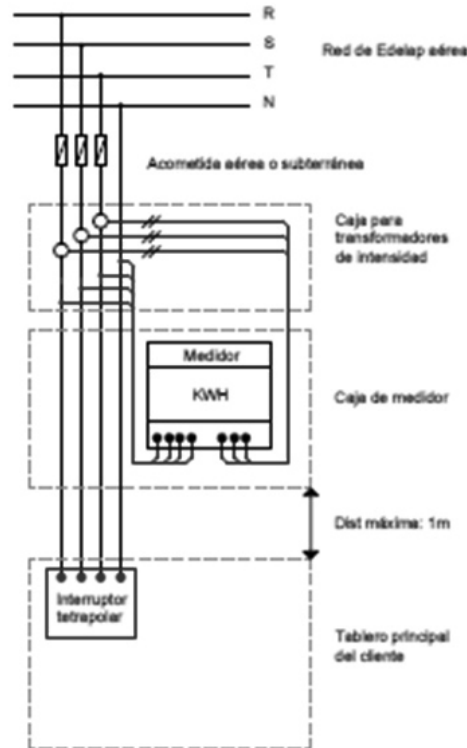 R
S
Red de Edelap aérea
T
N
Acometida aérea o subterránea
Caja para
transformadores
de intensidad
Medidor
KWH
Caja de medidor
Dist máxima: 1m
Interruptor
tetrapolar
Tablero principal
del cliente